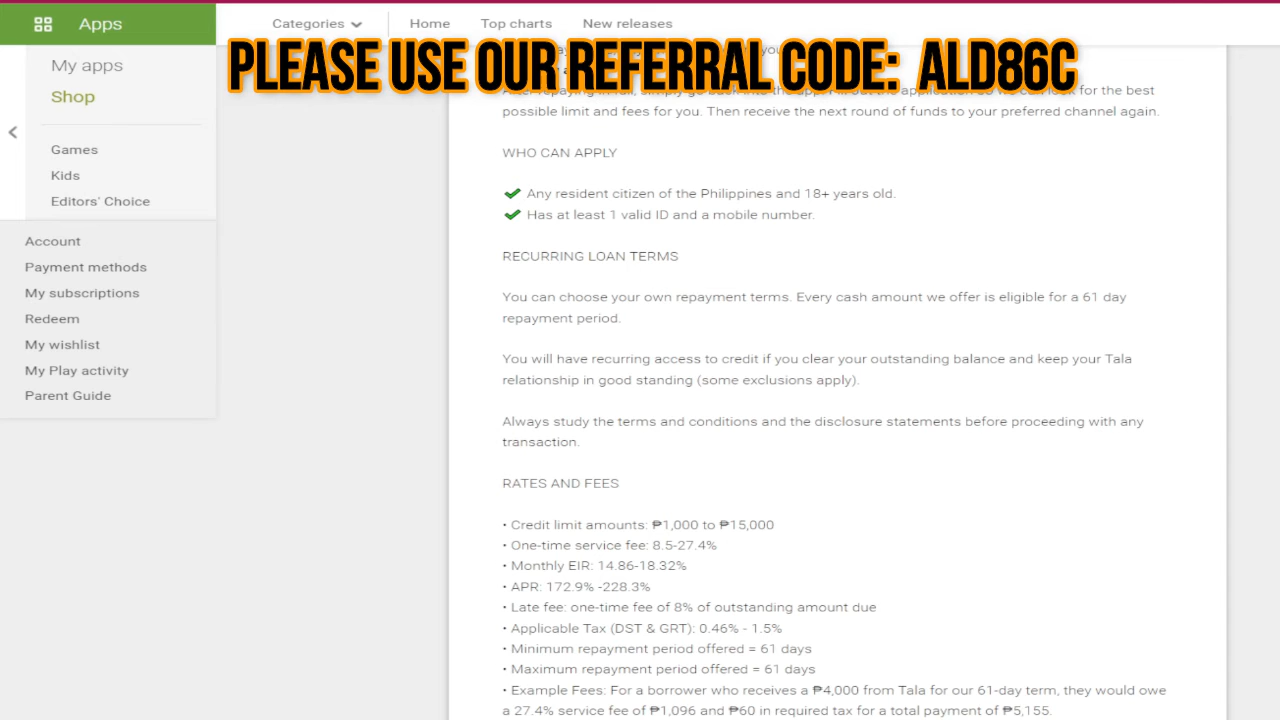 Apps
Categories
Home
Top charts
New releases
PLEASE USE OUR REFERRAL CODE: ALD86C
My apps
Shop
Games
Kids
Editors' Choice
Account
Payment methods
My subscriptions
Redeem
My wishlist
My Play activity
Parent Guide
for the best
possible limit and fees for you. Then receive the next round of funds to your preferred channel again.
WHO CAN APPLY
Any resident citizen of the Philippines and 18+ years old.
Has at least 1 valid ID and a mobile number.
RECURRING LOAN TERMS
You can choose your own repayment terms. Every cash amount we offer is eligible for a 61 day
repayment period.
You will have recurring access to credit if you clear your outstanding balance and keep your Tala
relationship in good standing (some exclusions apply).
Always study the terms and conditions and the disclosure statements before proceeding with any
transaction.
RATES AND FEES
• Credit limit amounts: ₱1,000 to ₱15,000
• One-time service fee: 8.5-27.4%
• Monthly EIR: 14.86-18.32%
• APR: 172.9% -228.3%
• Late fee: one-time fee of 8% of outstanding amount due
• Applicable Tax (DST & GRT): 0.46% - 1.5%
• Minimum repayment period offered = 61 days
• Maximum repayment period offered = 61 days
• Example Fees: For a borrower who receives a ₱4,000 from Tala for our 61-day term, they would owe
a 27.4% service fee of ₱1,096 and ₱60 in required tax for a total payment of ₱5,155.